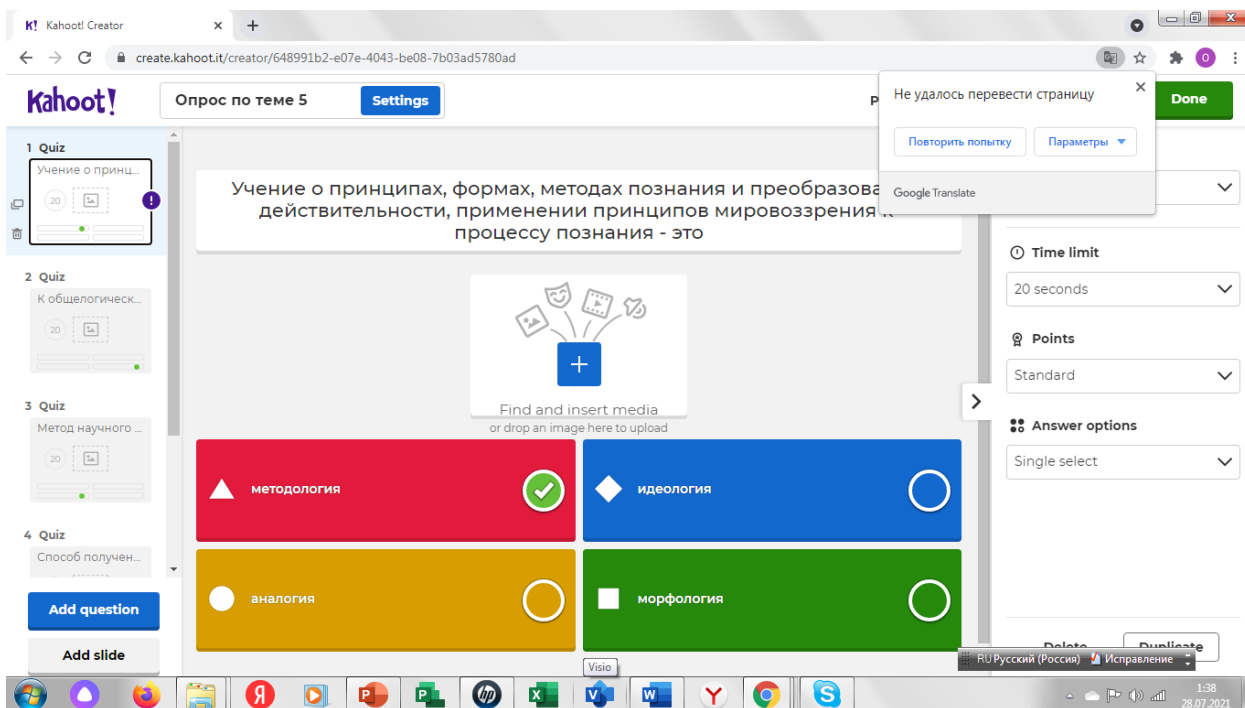 K! Kahoot! Creator
create.kahoot.it/creator/648991b2-e07e-4043-be08-7b03ad5780ad
Kahoot!
Опрос по теме 5
Settings
P
Done
Не удалось перевести страницу
Повторить попытку
Параметры
Google Translate
1 Quiz
Учение о принц...
20
2 Quiz
К общелогическ...
20
3 Quiz
Метод научного ...
20
4 Quiz
Способ получен...
Add question
Add slide
Учение о принципах, формах, методах познания и
действительности, применении принципов мировоззрения
процессу познания - это
Find and insert media
or drop an image here to upload
методология
идеология
аналогия
морфология
Time limit
20 seconds
Points
Standard
Answer options
Single select
Delete
Duplicate
RU Русский (Россия) Исправление
Visio
1:38
28.07.2021